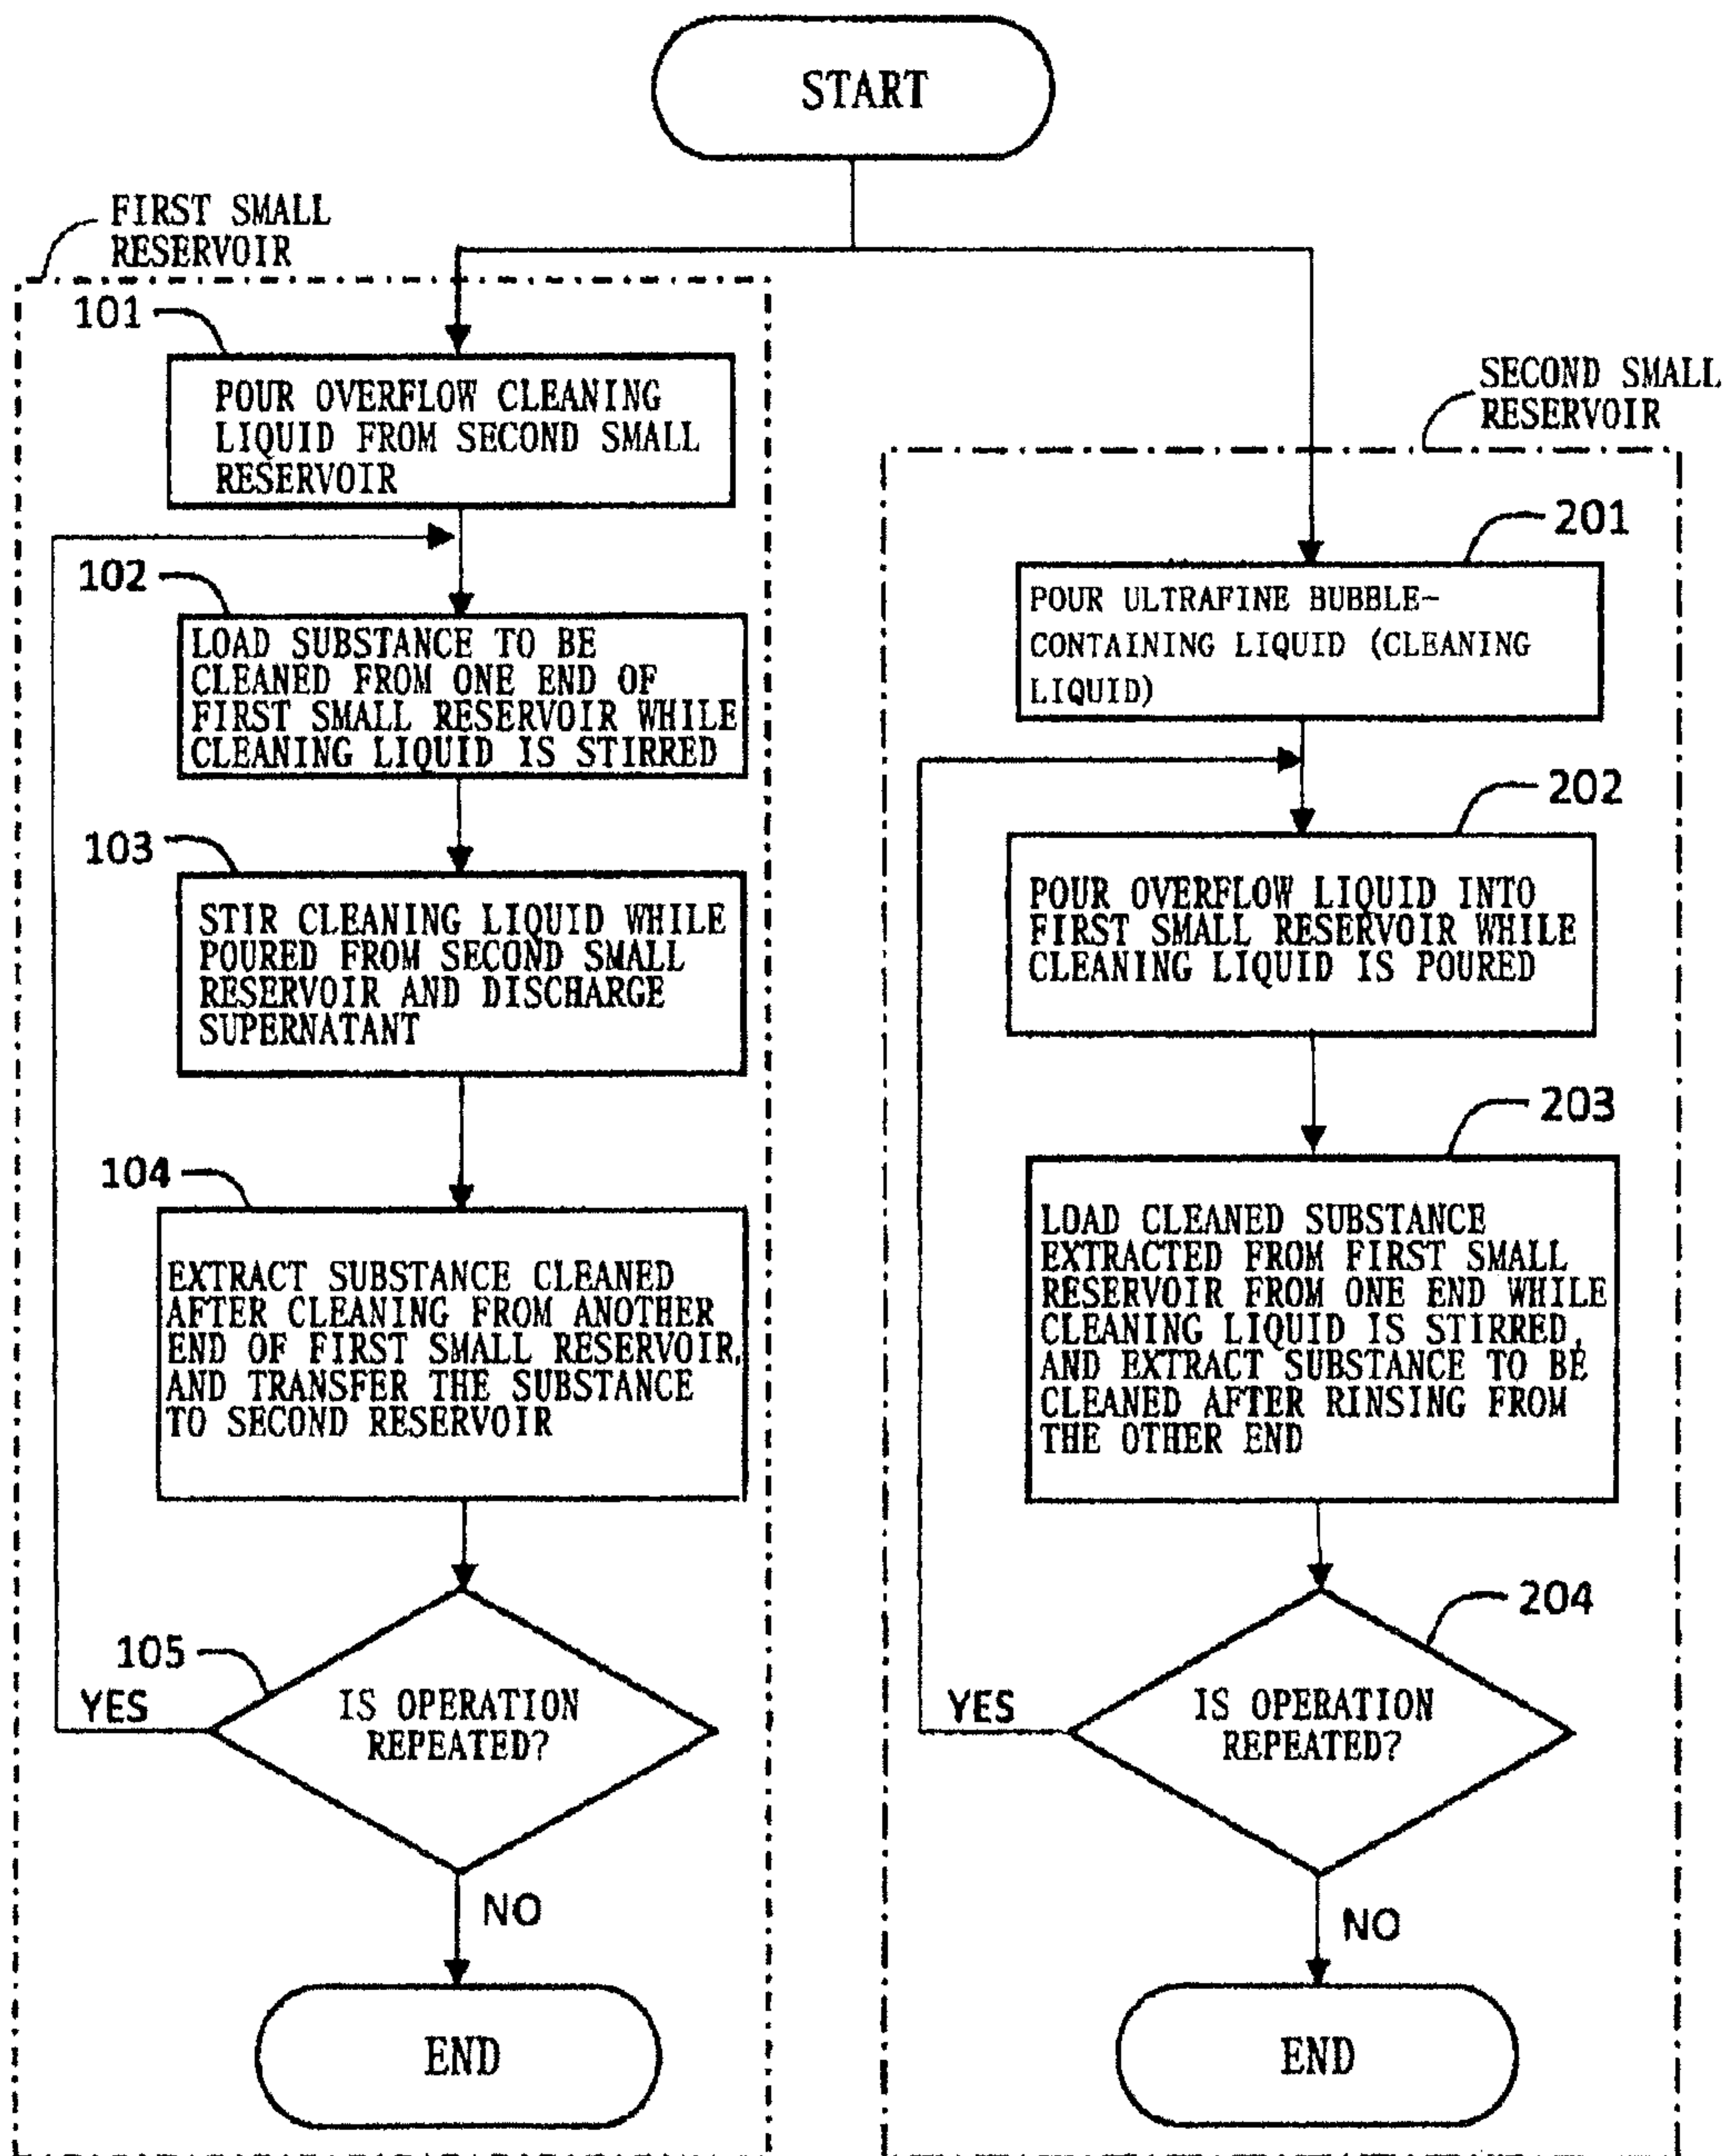 START
FIRST SMALL
RESERVOIR
101
POUR OVERFLOW CLEANING
LIQUID FROM SECOND SMALL
RESERVOIR
102
LOAD SUBSTANCE TO BE
CLEANED FROM ONE END OF
FIRST SMALL RESERVOIR WHILE
CLEANING LIQUID IS STIRRED
103
STIR CLEANING LIQUID WHILE
POURED FROM SECOND SMALL
RESERVOIR AND DISCHARGE
SUPERNATANT
104
EXTRACT SUBSTANCE CLEANED
AFTER CLEANING FROM ANOTHER
END OF FIRST SMALL RESERVOIR,
AND TRANSFER THE SUBSTANCE
TO SECOND RESERVOIR
105
IS OPERATION
REPEATED?
YES
NO
END
SECOND SMALL
RESERVOIR
201
POUR ULTRAFINE BUBBLE-
CONTAINING LIQUID (CLEANING
LIQUID)
202
POUR OVERFLOW LIQUID INTO
FIRST SMALL RESERVOIR WHILE
CLEANING LIQUID IS POURED
203
LOAD CLEANED SUBSTANCE
EXTRACTED FROM FIRST SMALL
RESERVOIR FROM ONE END WHILE
CLEANING LIQUID IS STIRRED,
AND EXTRACT SUBSTANCE TO BE
CLEANED AFTER RINSING FROM
THE OTHER END
204
IS OPERATION
REPEATED?
YES
NO
END